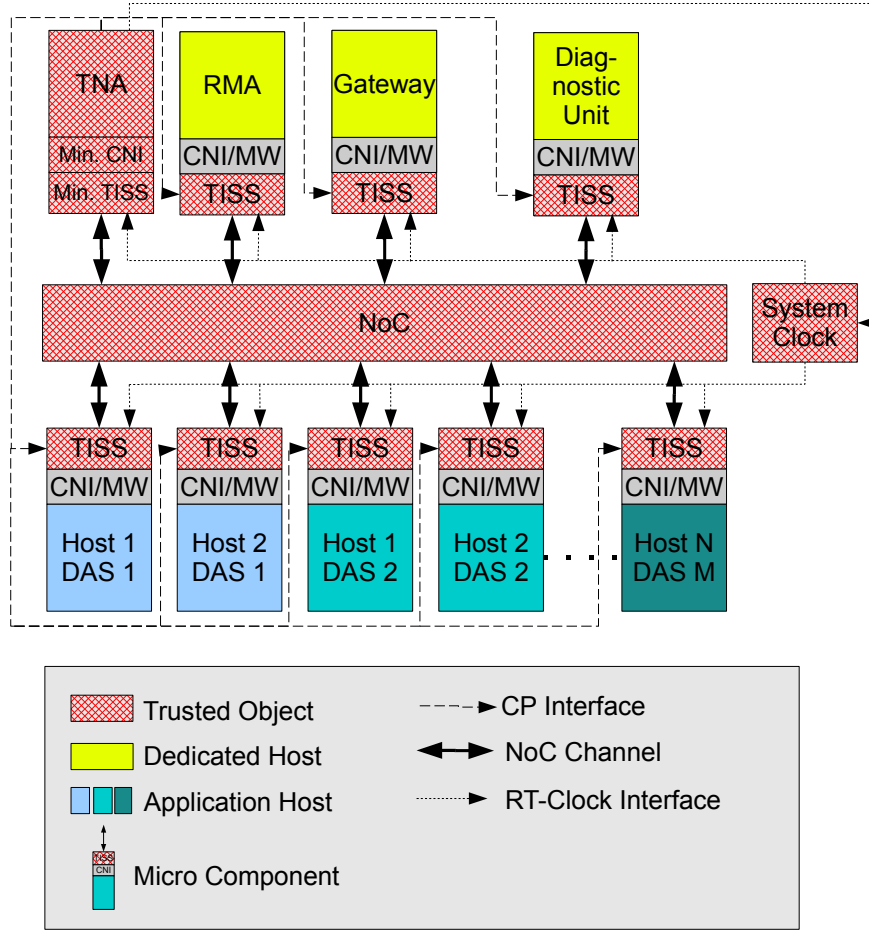 TNA
Min. CNI
Min. TISS
RMA
CNI/MW
TISS
Gateway
CNI/MW
TISS
Diag-
nostic
Unit
CNI/MW
TISS
NoC
System
Clock
TISS
CNI/MW
Host 1
DAS 1
TISS
CNI/MW
Host 2
DAS 1
TISS
CNI/MW
Host 1
DAS 2
TISS
CNI/MW
Host 2
DAS 2
. . . .
TISS
CNI/MW
Host N
DAS M
Trusted Object
Dedicated Host
Application Host
TISS
CNI
Micro Component
CP Interface
NoC Channel
RT-Clock Interface